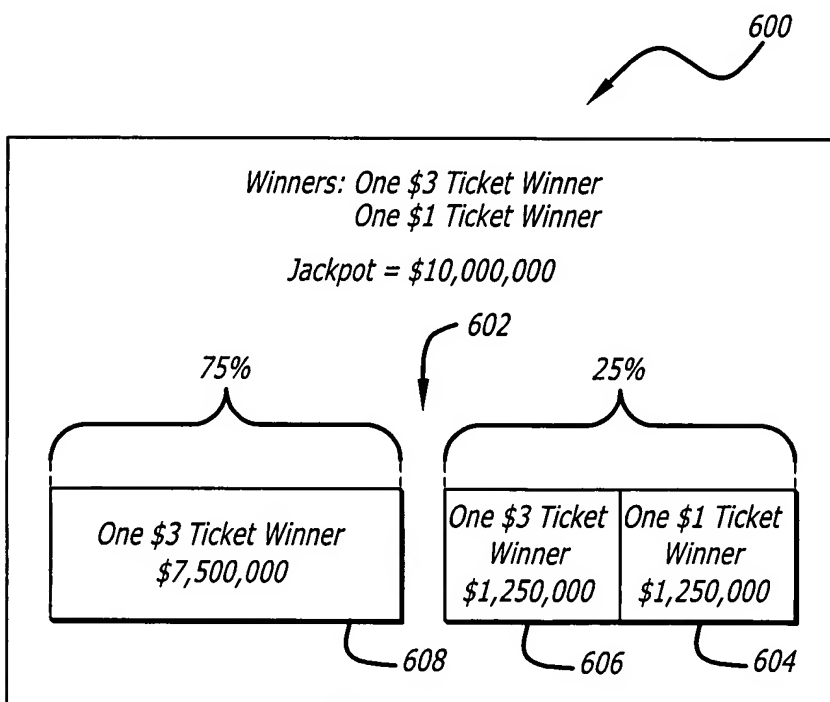 600
Winners: One $3 Ticket Winner
One $1 Ticket Winner
Jackpot = $10,000,000
602
75%
25%
One $3 Ticket Winner
$7,500,000
One $3 Ticket
Winner
$1,250,000
One $1 Ticket
Winner
$1,250,000
608
606
604